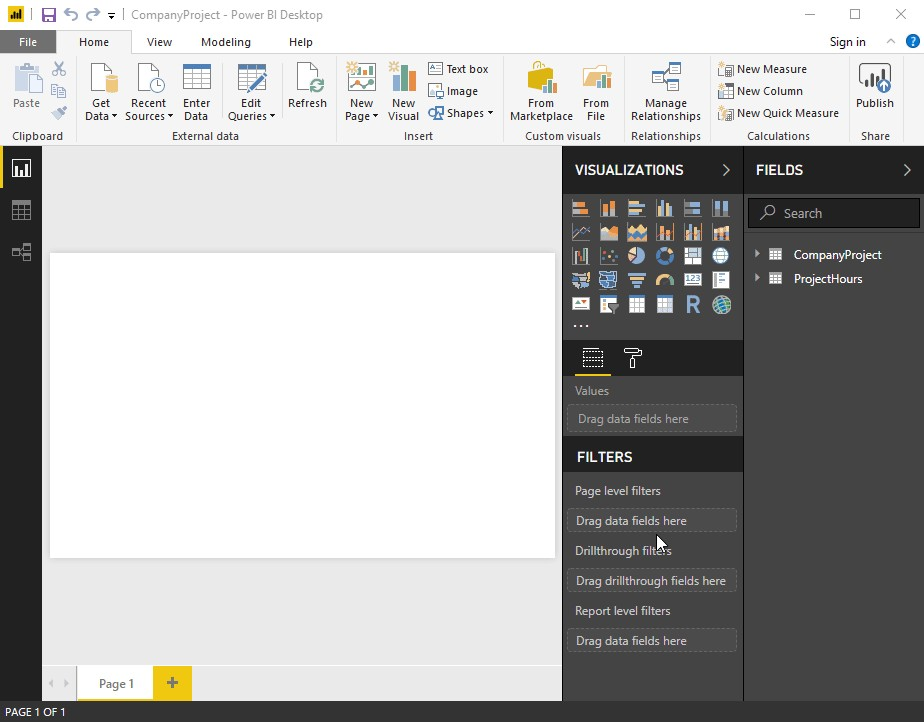 CompanyProject - Power BI Desktop
File Home View Modeling Help Sign in ?
Paste
Get Data
Recent Sources
Enter Data
Edit Queries
Refresh
New Page
New Visual
Text box
Image
Shapes
From Marketplace
From File
Manage Relationships
New Measure
New Column
New Quick Measure
Publish
Clipboard External data Insert Custom visuals Relationships Calculations Share
VISUALIZATIONS
123
R
...
Values
Drag data fields here
FILTERS
Page level filters
Drag data fields here
Drillthrough filters
Drag drillthrough fields here
Report level filters
Drag data fields here
FIELDS
Search
CompanyProject
ProjectHours
Page 1 +
PAGE 1 OF 1